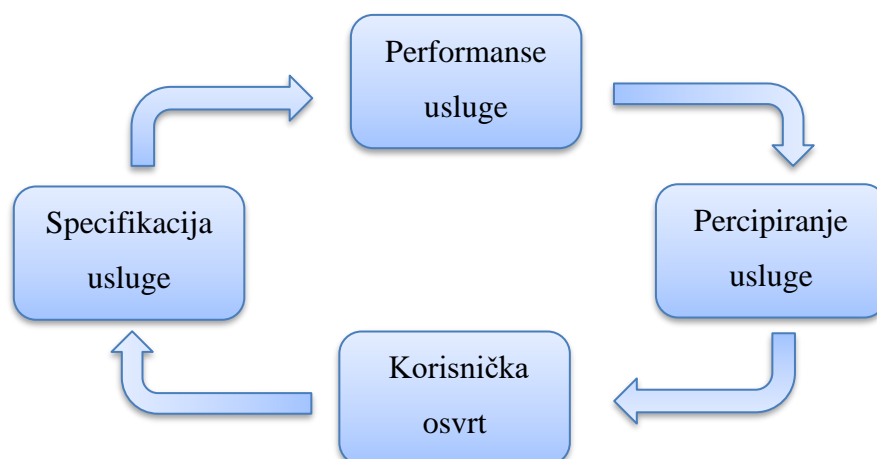 Performanse
usluge
Specifikacija
usluge
Percipiranje
usluge
Korisnička
osvrt